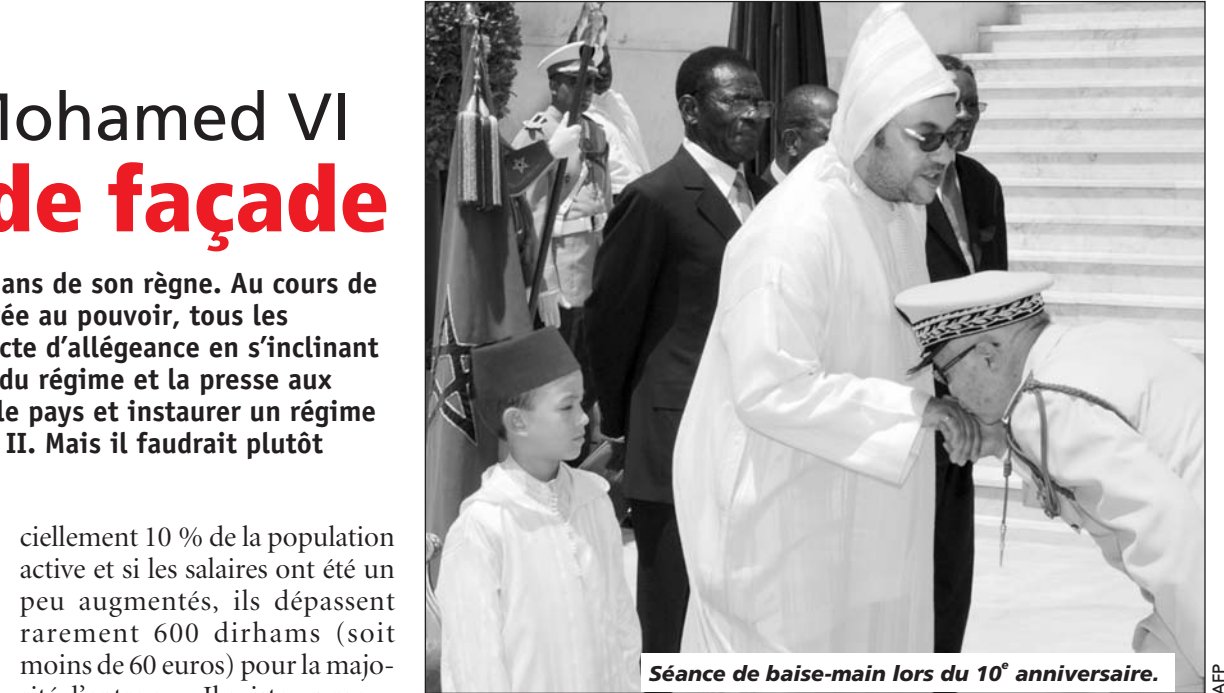 Mohamed VI
de façade
ans de son règne. Au cours de
ée au pouvoir, tous les
cte d'allégeance en s'inclinant
du régime et la presse aux
le pays et instaurer un régime
II. Mais il faudrait plutôt
ciellement 10 % de la population
active et si les salaires ont été un
peu augmentés, ils dépassent
rarement 600 dirhams (soit
moins de 60 euros) pour la majo-
Séance de baise-main lors du 10e anniversaire.
AFP